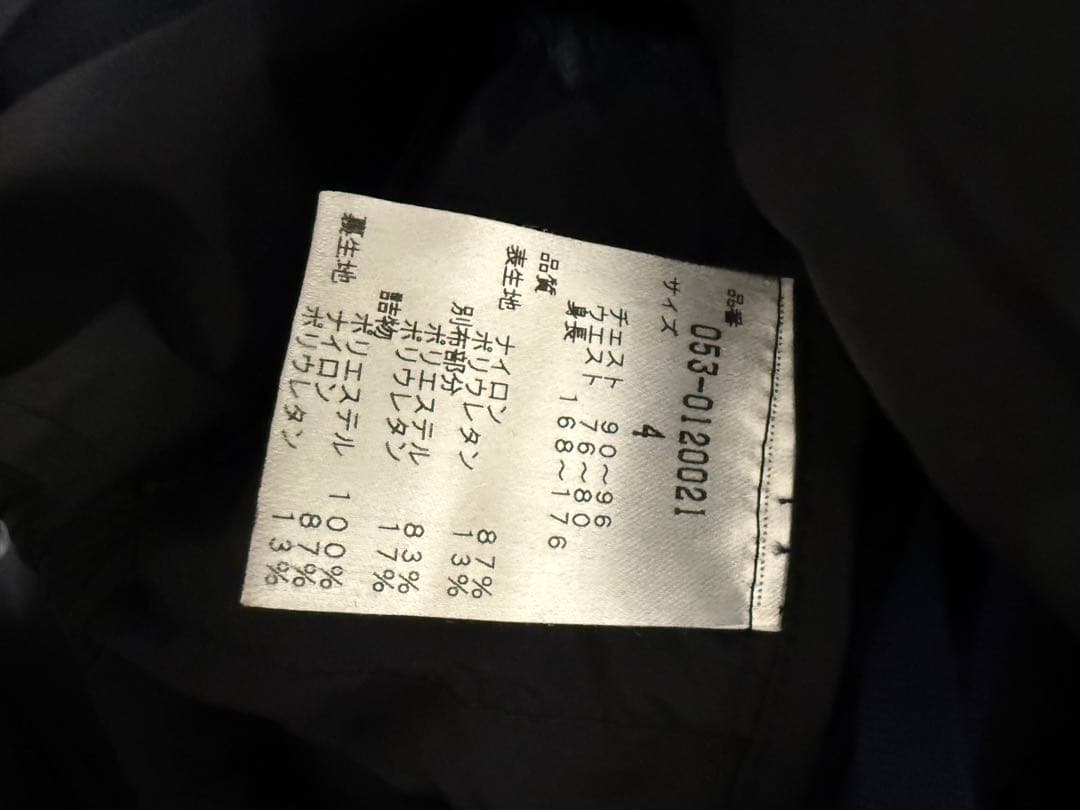 品番 053-0120021
サイズ 4
チェスト 90~96
ウエスト 76~80
身長 168~176
品質
表生地 ナイロン 87%
ポリウレタン 13%
別布部分
ポリエステル 83%
ポリウレタン 17%
詰物
ポリエステル 100%
裏生地 ナイロン 87%
ポリウレタン 13%